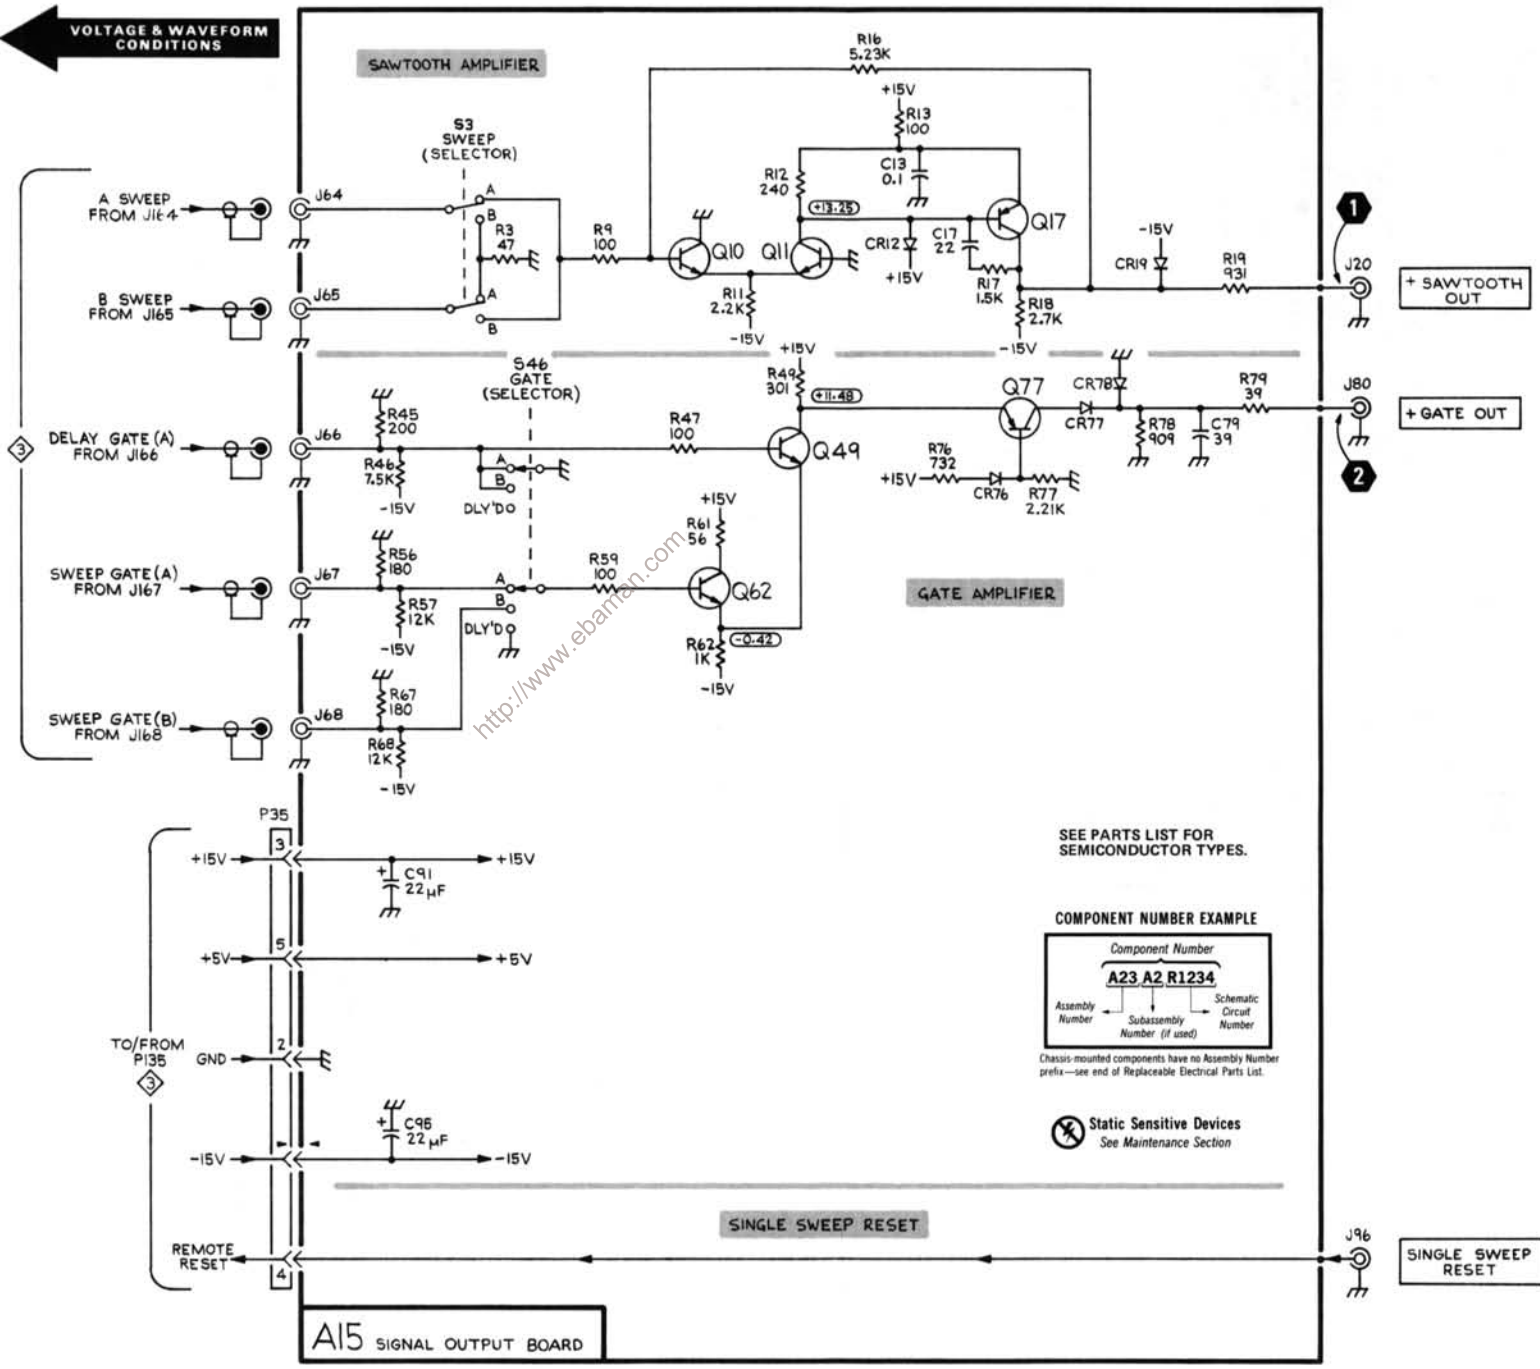 VOLTAGE & WAVEFORM
CONDITIONS
SAWTOOTH AMPLIFIER
R16
5.23K
+15V
R13
100
S3
SWEEP
(SELECTOR)
C13
0.1
R12
240
A SWEEP
FROM J164
J64
A
B
R3
47
R9
100
+13.25
Q10
Q11
CR12
+15V
C17
22
Q17
R17
1.5K
-15V
CR19
R19
931
1
J20
+ SAWTOOTH
OUT
B SWEEP
FROM J165
J65
A
B
R11
2.2K
-15V
R18
2.7K
-15V
S46
GATE
(SELECTOR)
+15V
R49
301
+11.48
Q77
CR78
CR77
R79
39
J80
+ GATE OUT
3
DELAY GATE (A)
FROM J166
J66
R45
200
R46
7.5K
-15V
A
B
DLY'D
R47
100
Q49
R76
732
+15V
CR76
R77
2.21K
R78
909
C79
39
2
SWEEP GATE (A)
FROM J167
J67
R56
180
R57
12K
-15V
A
B
DLY'D
R59
100
+15V
R61
56
Q62
R62
1K
-0.42
-15V
GATE AMPLIFIER
SWEEP GATE (B)
FROM J168
J68
R67
180
R68
12K
-15V
http://www.ebaman.com
P35
+15V
3
C91
22µF
+
+15V
+5V
5
+5V
TO/FROM
P135
3
GND
2
C95
22µF
+
-15V
-15V
SEE PARTS LIST FOR
SEMICONDUCTOR TYPES.
COMPONENT NUMBER EXAMPLE
Component Number
A23 A2 R1234
Assembly
Number
Subassembly
Number (if used)
Schematic
Circuit
Number
Chassis-mounted components have no Assembly Number
prefix—see end of Replaceable Electrical Parts List.
Static Sensitive Devices
See Maintenance Section
SINGLE SWEEP RESET
REMOTE
RESET
4
J96
SINGLE SWEEP
RESET
A15 SIGNAL OUTPUT BOARD